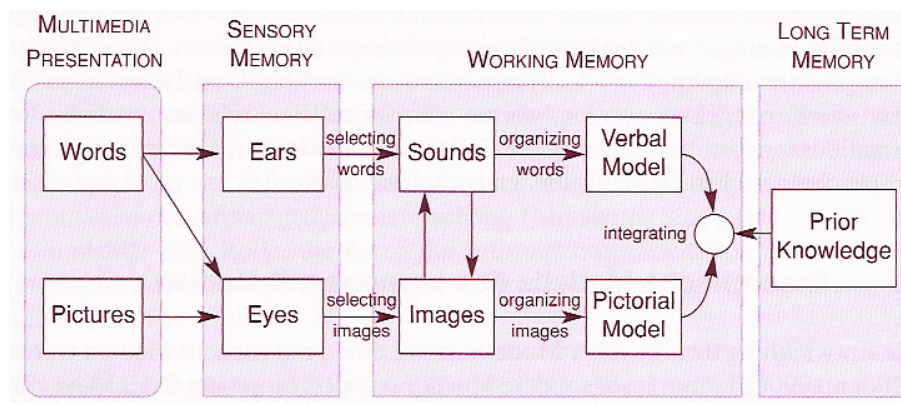 MULTIMEDIA
PRESENTATION
SENSORY
MEMORY
WORKING MEMORY
LONG TERM
MEMORY
Words
Ears
selecting
words
Sounds
organizing
words
Verbal
Model
integrating
Prior
Knowledge
Pictures
Eyes
selecting
images
Images
organizing
images
Pictorial
Model